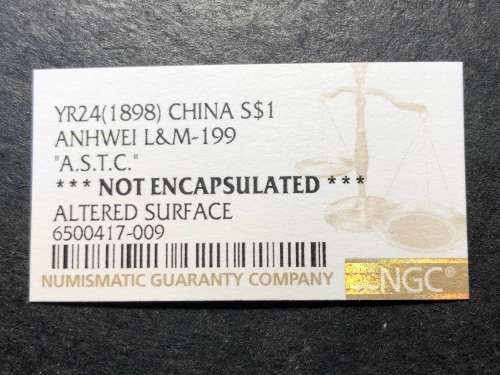 YR24(1898) CHINA S$1
ANHWEI L&M-199
"A.S.T.C."
*** NOT ENCAPSULATED ***
ALTERED SURFACE
6500417-009
NUMISMATIC GUARANTY COMPANY
NGC®